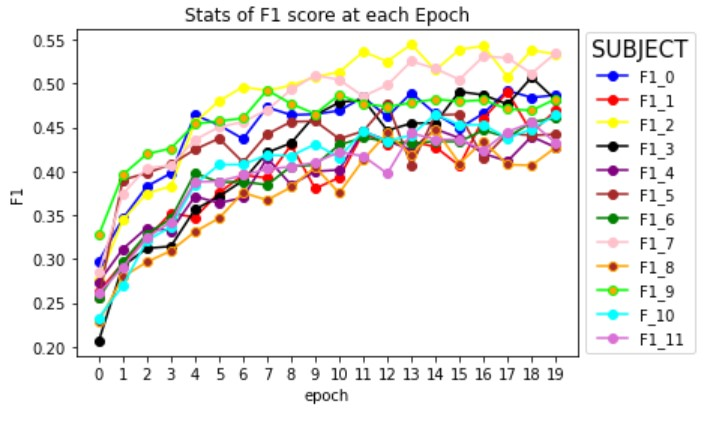 Stats of F1 score at each Epoch
F1
0.55
0.50
0.45
0.40
0.35
0.30
0.25
0.20
0 1 2 3 4 5 6 7 8 9 10 11 12 13 14 15 16 17 18 19
epoch
SUBJECT
F1_0
F1_1
F1_2
F1_3
F1_4
F1_5
F1_6
F1_7
F1_8
F1_9
F_10
F1_11